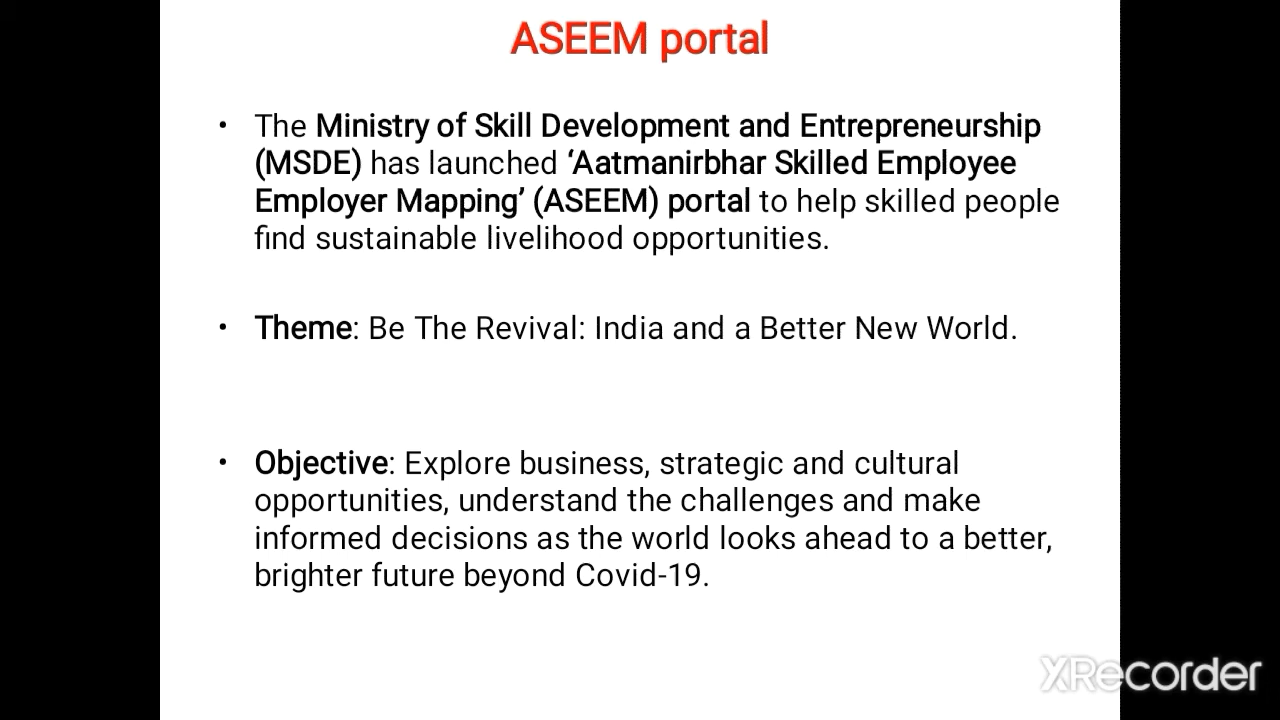 ASEEM portal
• The Ministry of Skill Development and Entrepreneurship
(MSDE) has launched ‘Aatmanirbhar Skilled Employee
Employer Mapping’ (ASEEM) portal to help skilled people
find sustainable livelihood opportunities.
• Theme: Be The Revival: India and a Better New World.
• Objective: Explore business, strategic and cultural
opportunities, understand the challenges and make
informed decisions as the world looks ahead to a better,
brighter future beyond Covid-19.
XRecorder